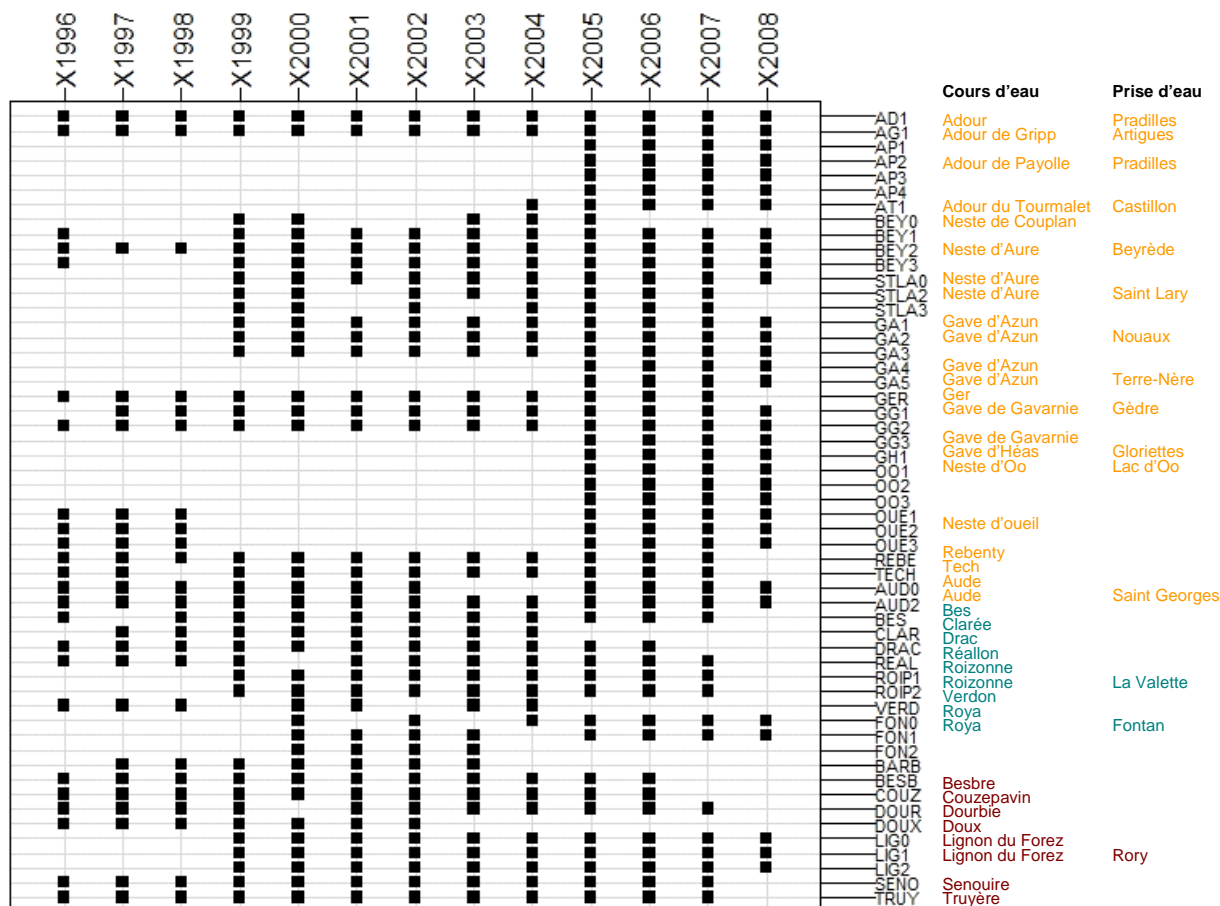 X1996 X1997 X1998 X1999 X2000 X2001 X2002 X2003 X2004 X2005 X2006 X2007 X2008
Cours d'eau Prise d'eau
AD1 Adour Pradilles
AG1 Adour de Gripp Artigues
AP1
AP2 Adour de Payolle Pradilles
AP3
AP4
AT1 Adour du Tourmalet Castillon
BEY0 Neste de Couplan
BEY1
BEY2 Neste d'Aure Beyrède
BEY3
STLA0 Neste d'Aure
STLA2 Neste d'Aure Saint Lary
STLA3
GA1 Gave d'Azun
GA2 Gave d'Azun Nouaux
GA3
GA4 Gave d'Azun
GA5 Gave d'Azun Terre-Nère
GER Ger
GG1 Gave de Gavarnie Gèdre
GG2
GG3 Gave de Gavarnie
GH1 Gave d'Héas Gloriettes
OO1 Neste d'Oo Lac d'Oo
OO2
OO3
OUE1
OUE2 Neste d'oueil
OUE3
REBE Rebenty
TECH Tech
AUD0 Aude
AUD2 Aude Saint Georges
BES Bes
CLAR Clarée
DRAC Drac
REAL Réallon
ROIP1 Roizonne
ROIP2 Roizonne La Valette
VERD Verdon
FON0 Roya
FON1 Roya Fontan
FON2
BARB
BESB Besbre
COUZ Couzepavin
DOUR Dourbie
DOUX Doux
LIG0 Lignon du Forez
LIG1 Lignon du Forez Rory
LIG2
SENO Senouire
TRUY Truyère